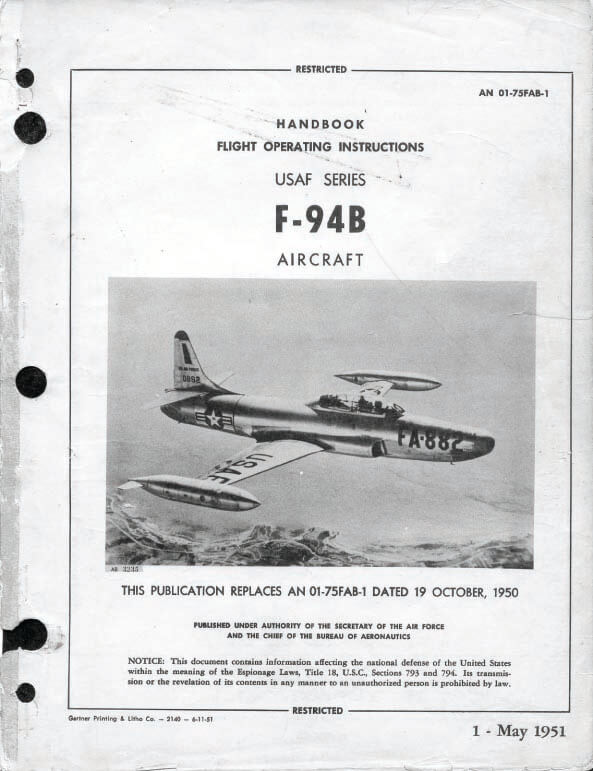 RESTRICTED
AN 01-75FAB-1
HANDBOOK
FLIGHT OPERATING INSTRUCTIONS
USAF SERIES
F-94B
AIRCRAFT
FA-882
USAF
AB 3235
THIS PUBLICATION REPLACES AN 01-75FAB-1 DATED 19 OCTOBER, 1950
PUBLISHED UNDER AUTHORITY OF THE SECRETARY OF THE AIR FORCE
AND THE CHIEF OF THE BUREAU OF AERONAUTICS
NOTICE: This document contains information affecting the national defense of the United States
within the meaning of the Espionage Laws, Title 18, U.S.C., Sections 793 and 794. Its transmis-
sion or the revelation of its contents in any manner to an unauthorized person is prohibited by law.
RESTRICTED
Gertner Printing & Litho Co. — 2140 — 6-11-51
1 - May 1951